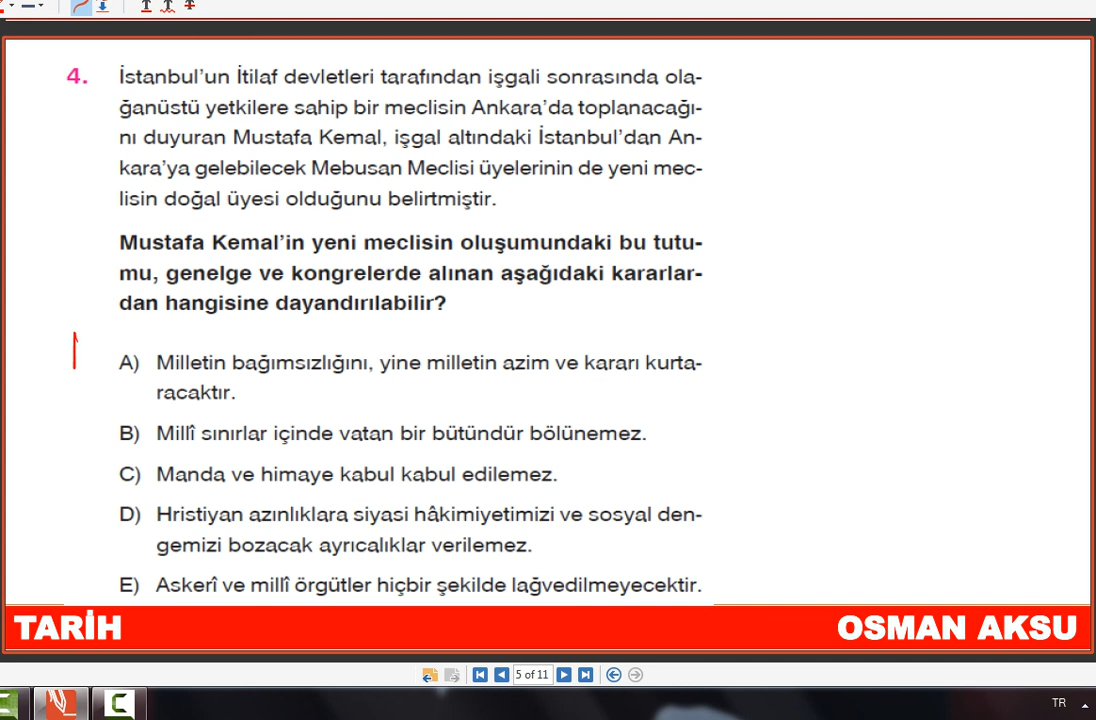 4. İstanbul'un İtilaf devletleri tarafından işgali sonrasında ola-
ğanüstü yetkilere sahip bir meclisin Ankara'da toplanacağı-
nı duyuran Mustafa Kemal, işgal altındaki İstanbul'dan An-
kara'ya gelebilecek Mebusan Meclisi üyelerinin de yeni mec-
lisin doğal üyesi olduğunu belirtmiştir.
Mustafa Kemal'in yeni meclisin oluşumundaki bu tutu-
mu, genelge ve kongrelerde alınan aşağıdaki kararlar-
dan hangisine dayandırılabilir?
A) Milletin bağımsızlığını, yine milletin azim ve kararı kurta-
racaktır.
B) Millî sınırlar içinde vatan bir bütündür bölünemez.
C) Manda ve himaye kabul kabul edilemez.
D) Hristiyan azınlıklara siyasi hâkimiyetimizi ve sosyal den-
gemizi bozacak ayrıcalıklar verilemez.
E) Askerî ve millî örgütler hiçbir şekilde lağvedilmeyecektir.
TARİH OSMAN AKSU
5 of 11
TR